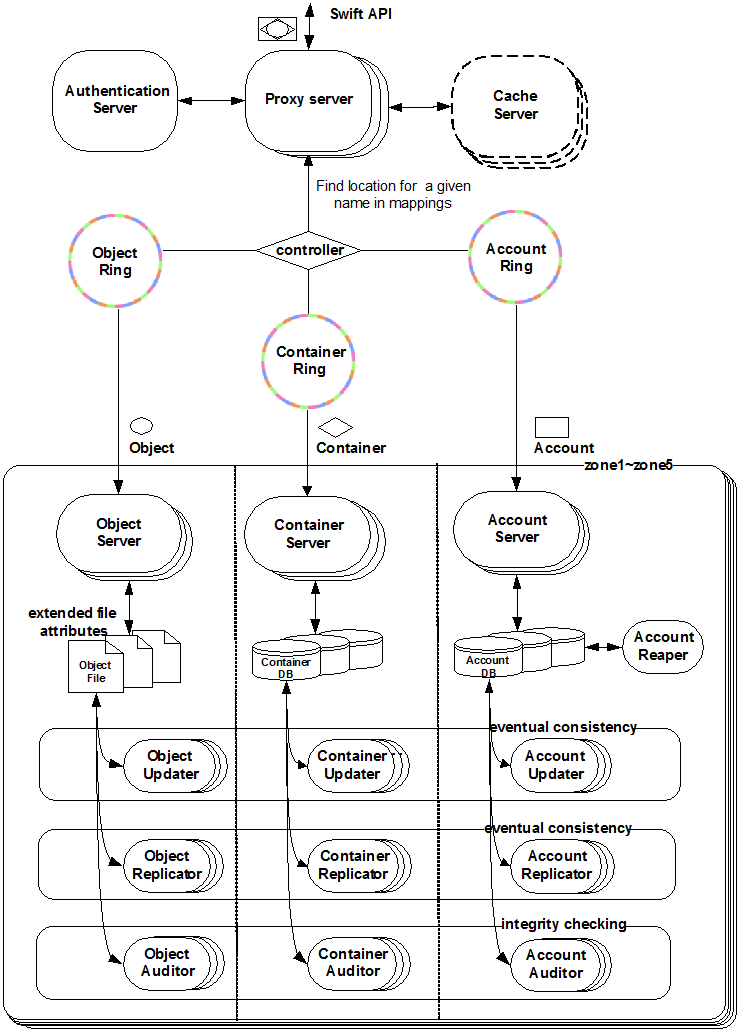 Swift API
Authentication
Server
Proxy server
Cache
Server
Find location for a given
name in mappings
Object
Ring
controller
Account
Ring
Container
Ring
Object
Container
Account
zone1~zone5
Object
Server
Container
Server
Account
Server
extended file
attributes
Object
File
Container
DB
Account
DB
Account
Reaper
eventual consistency
Object
Updater
Container
Updater
Account
Updater
eventual consistency
Object
Replicator
Container
Replicator
Account
Replicator
integrity checking
Object
Auditor
Container
Auditor
Account
Auditor